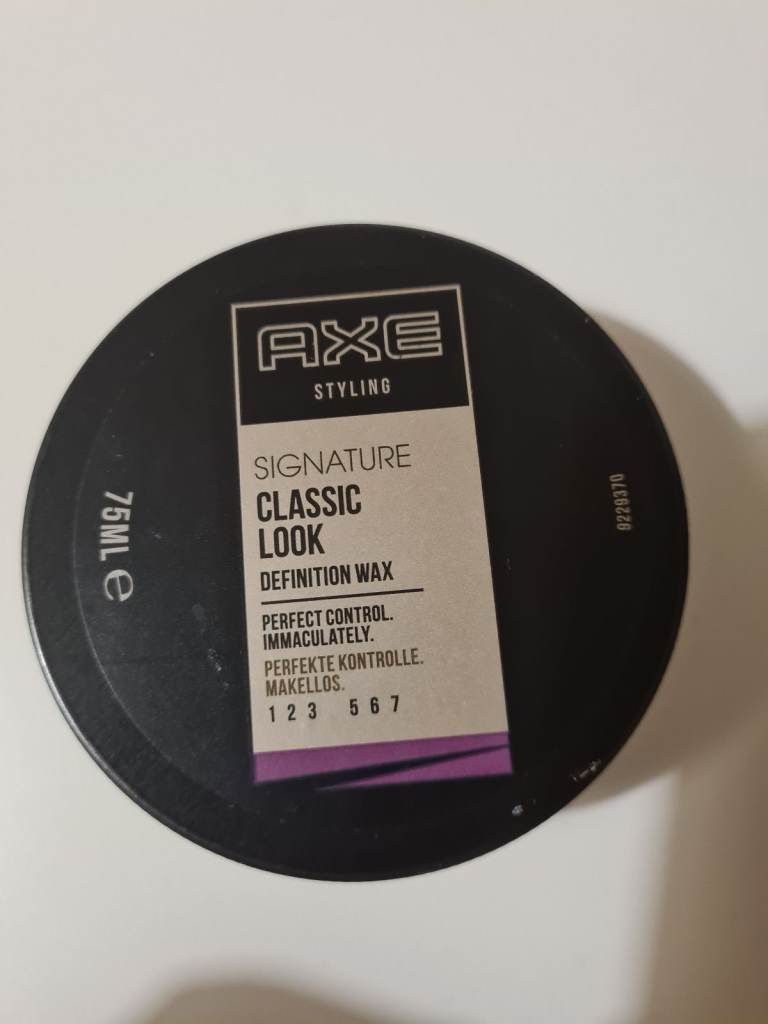 AXE
STYLING
SIGNATURE
CLASSIC
LOOK
DEFINITION WAX
PERFECT CONTROL.
IMMACULATELY.
PERFEKTE KONTROLLE.
MAKELLOS.
1 2 3 5 6 7
75ML e
9229370